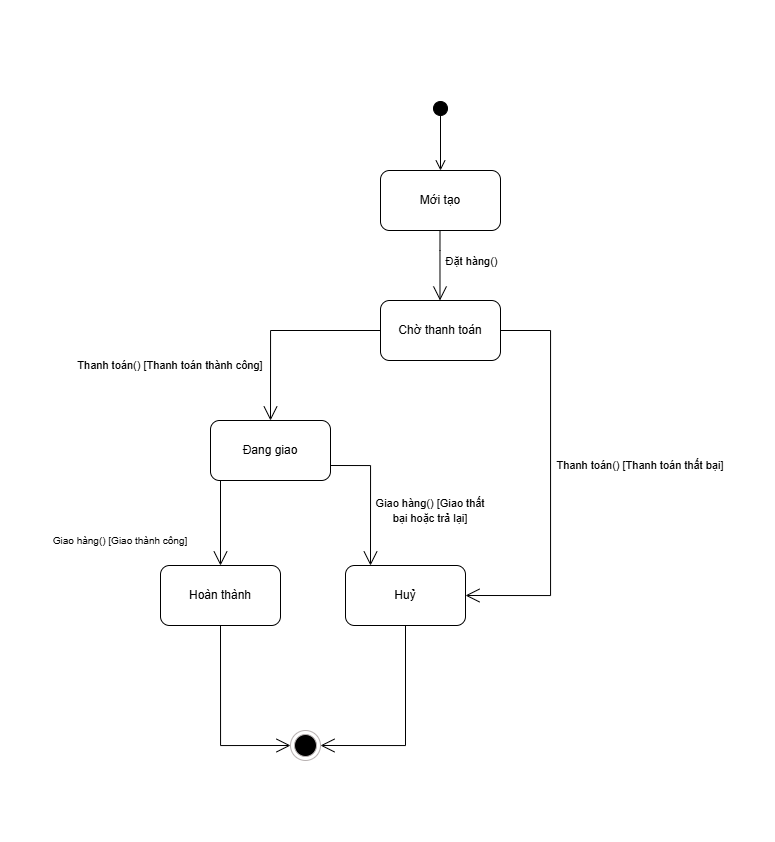 Mới tạo
Đặt hàng()
Chờ thanh toán
Thanh toán() [Thanh toán thành công]
Đang giao
Thanh toán() [Thanh toán thất bại]
Giao hàng() [Giao thất
bại hoặc trả lại]
Giao hàng() [Giao thành công]
Hoàn thành
Huỷ